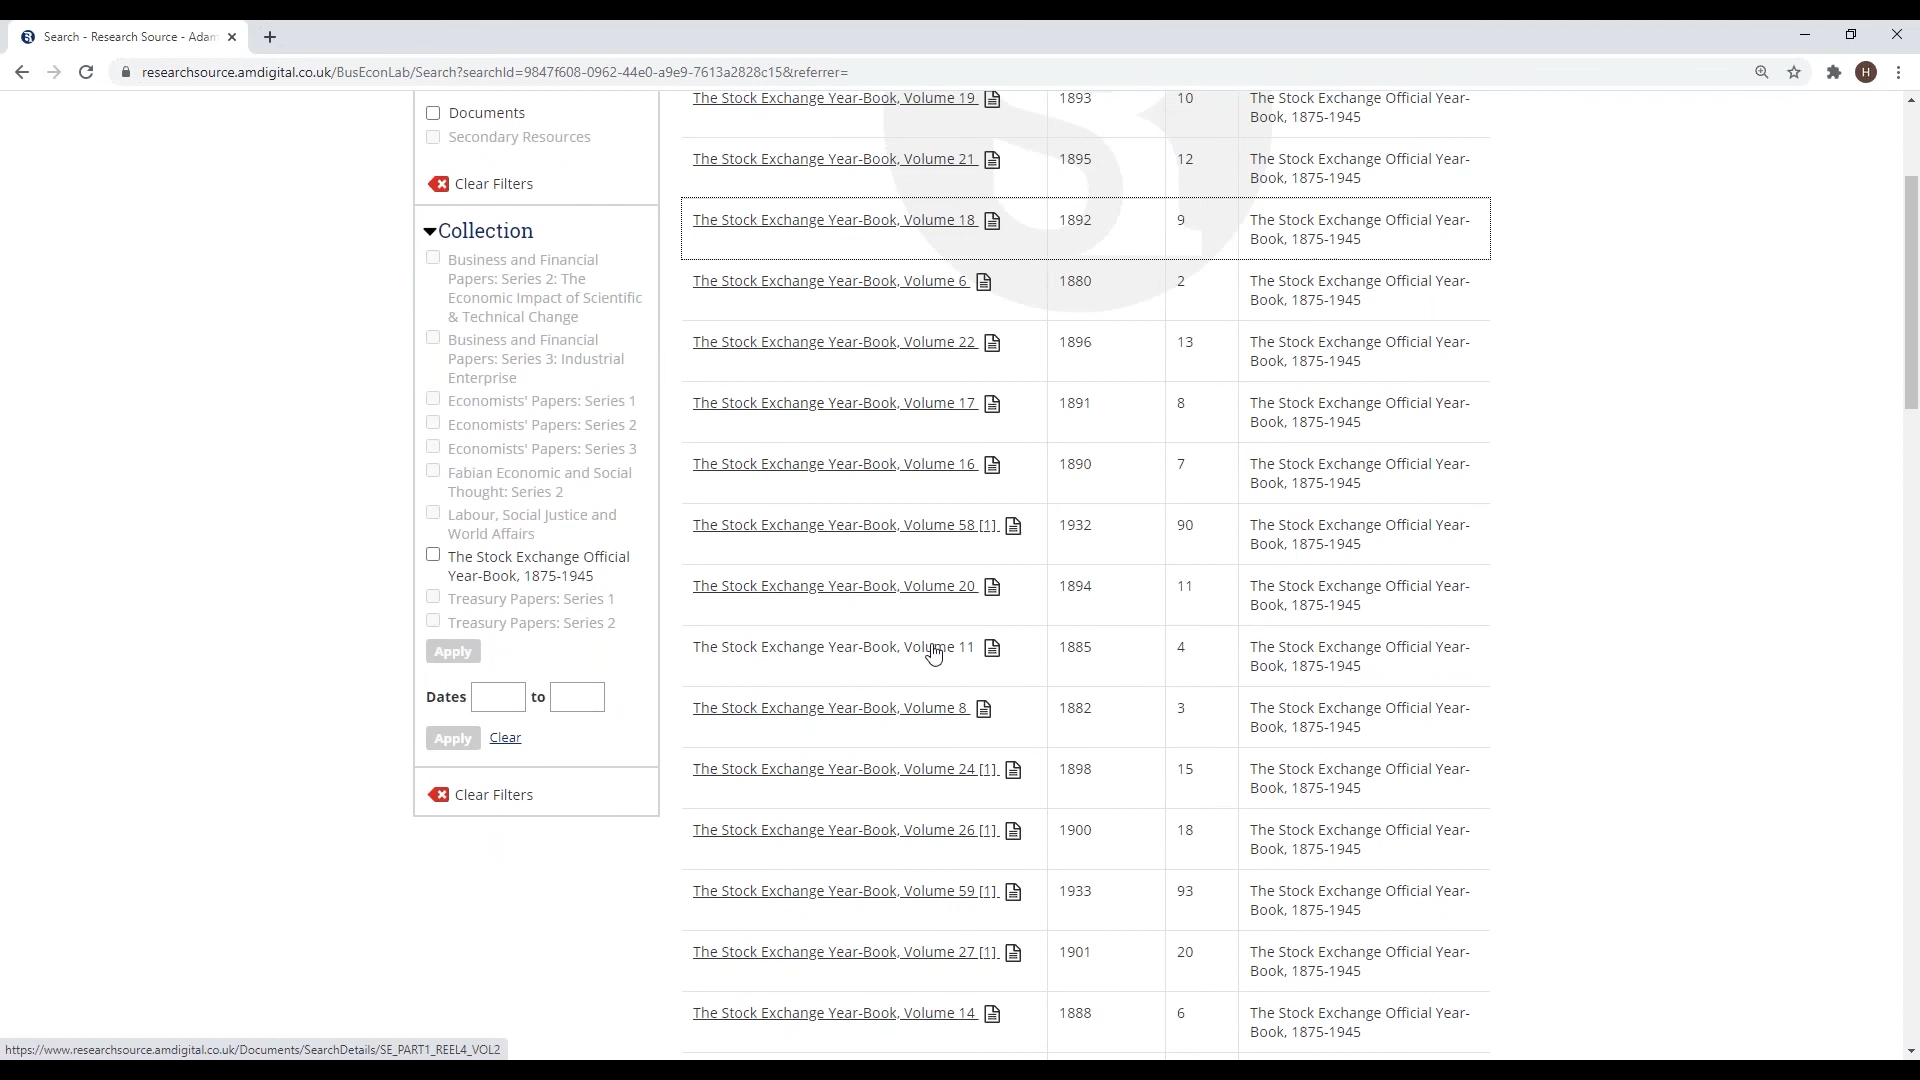 Search - Research Source - Adam
researchsource.amdigital.co.uk/BusEconLab/Search?searchId=9847f608-0962-44e0-a9e9-7613a2828c15&referrer=
H
Documents
Secondary Resources
Clear Filters
Collection
Business and Financial
Papers: Series 2: The
Economic Impact of Scientific
& Technical Change
Business and Financial
Papers: Series 3: Industrial
Enterprise
Economists' Papers: Series 1
Economists' Papers: Series 2
Economists' Papers: Series 3
Fabian Economic and Social
Thought: Series 2
Labour, Social Justice and
World Affairs
The Stock Exchange Official
Year-Book, 1875-1945
Treasury Papers: Series 1
Treasury Papers: Series 2
Apply
Dates to
Apply Clear
Clear Filters
The Stock Exchange Year-Book, Volume 19 1893 10 The Stock Exchange Official Year-
Book, 1875-1945
The Stock Exchange Year-Book, Volume 21 1895 12 The Stock Exchange Official Year-
Book, 1875-1945
The Stock Exchange Year-Book, Volume 18 1892 9 The Stock Exchange Official Year-
Book, 1875-1945
The Stock Exchange Year-Book, Volume 6 1880 2 The Stock Exchange Official Year-
Book, 1875-1945
The Stock Exchange Year-Book, Volume 22 1896 13 The Stock Exchange Official Year-
Book, 1875-1945
The Stock Exchange Year-Book, Volume 17 1891 8 The Stock Exchange Official Year-
Book, 1875-1945
The Stock Exchange Year-Book, Volume 16 1890 7 The Stock Exchange Official Year-
Book, 1875-1945
The Stock Exchange Year-Book, Volume 58 [1] 1932 90 The Stock Exchange Official Year-
Book, 1875-1945
The Stock Exchange Year-Book, Volume 20 1894 11 The Stock Exchange Official Year-
Book, 1875-1945
The Stock Exchange Year-Book, Volume 11 1885 4 The Stock Exchange Official Year-
Book, 1875-1945
The Stock Exchange Year-Book, Volume 8 1882 3 The Stock Exchange Official Year-
Book, 1875-1945
The Stock Exchange Year-Book, Volume 24 [1] 1898 15 The Stock Exchange Official Year-
Book, 1875-1945
The Stock Exchange Year-Book, Volume 26 [1] 1900 18 The Stock Exchange Official Year-
Book, 1875-1945
The Stock Exchange Year-Book, Volume 59 [1] 1933 93 The Stock Exchange Official Year-
Book, 1875-1945
The Stock Exchange Year-Book, Volume 27 [1] 1901 20 The Stock Exchange Official Year-
Book, 1875-1945
The Stock Exchange Year-Book, Volume 14 1888 6 The Stock Exchange Official Year-
Book, 1875-1945
https://www.researchsource.amdigital.co.uk/Documents/SearchDetails/SE_PART1_REEL4_VOL2